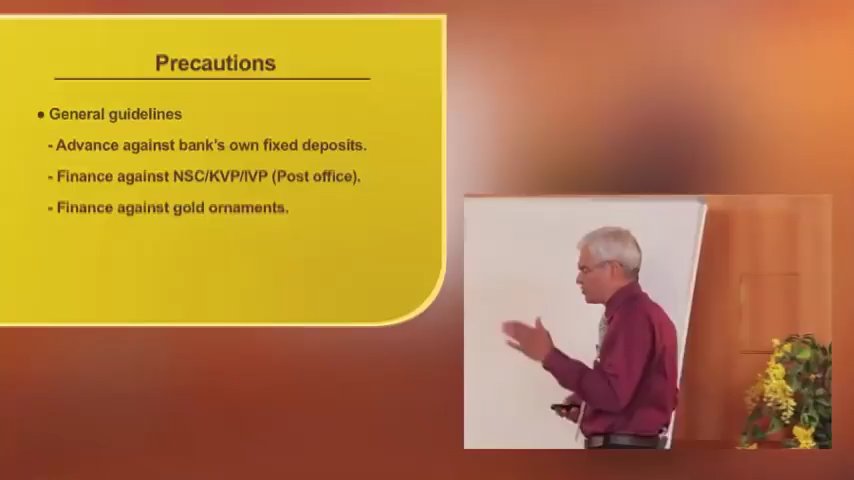 Precautions
● General guidelines
- Advance against bank's own fixed deposits.
- Finance against NSC/KVP/IVP (Post office).
- Finance against gold ornaments.